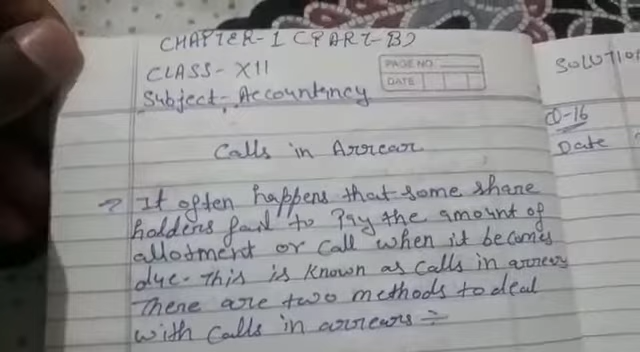 CHAPTER-1 (PART-B)
CLASS-XII
PAGE NO
DATE
Subject-Accountancy
Calls in Arrear
→ It often happens that some share
holders fail to Pay the amount of
allotment or call when it becomes
due. This is known as calls in arrears
There are two methods to deal
with calls in arrears :-
SOLUTION
Q-16
Date